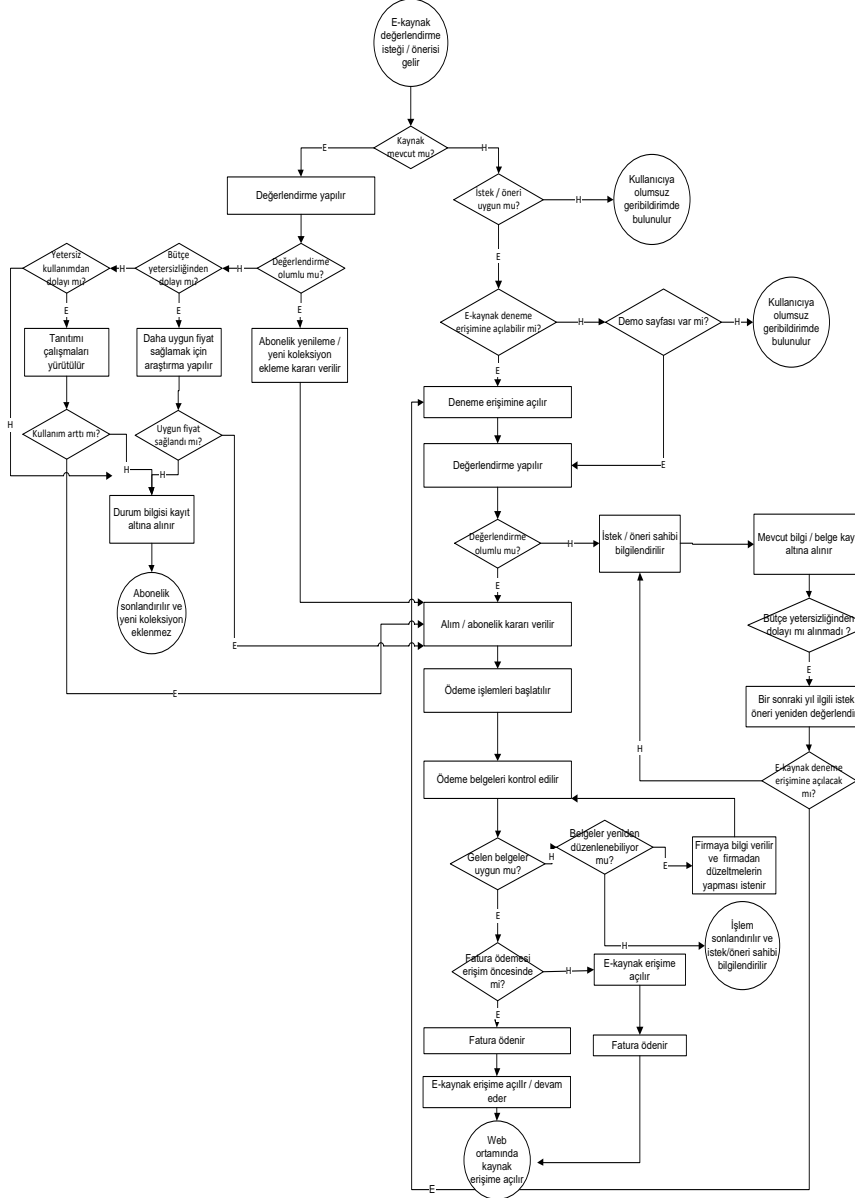 E-kaynak
değerlendirme
isteği / önerisi
gelir
Kaynak
mevcut mu?
E
H
Değerlendirme yapılır
İstek / öneri
uygun mu?
H
Kullanıcıya
olumsuz
geribildirimde
bulunulur
E
Yetersiz
kullanımdan
dolayı mı?
H
Bütçe
yetersizliğinden
dolayı mı?
H
Değerlendirme
olumlu mu?
E
E
E
E-kaynak deneme
erişimine açılabilir mi?
H
Demo sayfası var mi?
H
Kullanıcıya
olumsuz
geribildirimde
bulunulur
Tanıtımı
çalışmaları
yürütülür
Daha uygun fiyat
sağlamak için
araştırma yapılır
Abonelik yenileme /
yeni koleksiyon
ekleme kararı verilir
E
Deneme erişimine açılır
H
Kullanım arttı mı?
Uygun fiyat
sağlandı mı?
H
H
Değerlendirme yapılır
E
Durum bilgisi kayıt
altına alınır
Değerlendirme
olumlu mu?
H
İstek / öneri sahibi
bilgilendirilir
Mevcut bilgi / belge kay
altına alınır
E
Abonelik
sonlandırılır ve
yeni koleksiyon
eklenmez
Alım / abonelik kararı verilir
E
Bütçe yetersizliğinden
dolayı mı alınmadı ?
E
Ödeme işlemleri başlatılır
E
Bir sonraki yıl ilgili istek
öneri yeniden değerlendir
H
Ödeme belgeleri kontrol edilir
E-kaynak deneme
erişimine açılacak
mı?
Gelen belgeler
uygun mu?
H
Belgeler yeniden
düzenlenebiliyor
mu?
E
Firmaya bilgi verilir
ve firmadan
düzeltmelerin
yapması istenir
E
H
İşlem
sonlandırılır ve
istek/öneri sahibi
bilgilendirilir
Fatura ödemesi
erişim öncesinde
mi?
H
E-kaynak erişime
açılır
E
Fatura ödenir
Fatura ödenir
E-kaynak erişime açıllr / devam
eder
Web
ortamında
kaynak
erişime açılır
E